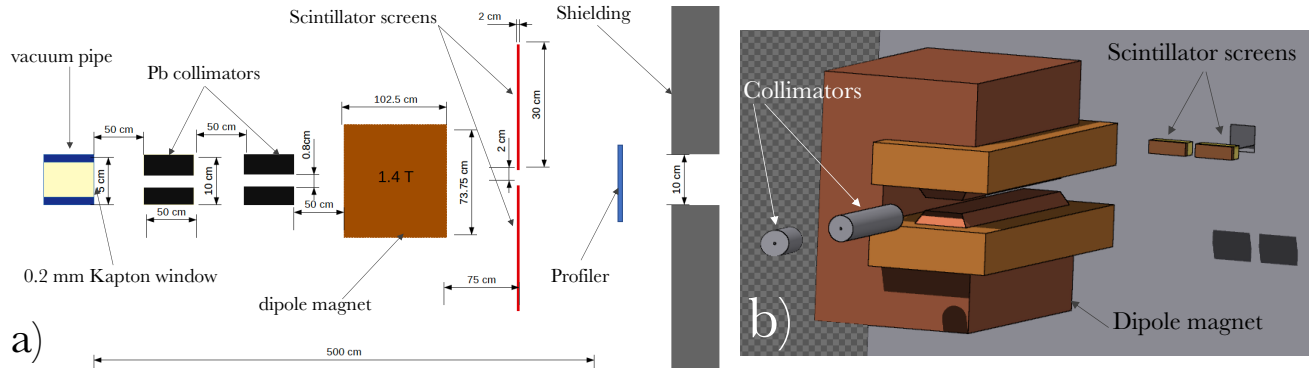 Scintillator screens
2 cm
Shielding
vacuum pipe
Pb collimators
30 cm
102.5 cm
50 cm
50 cm
0.8cm
2 cm
5 cm
10 cm
1.4 T
73.75 cm
10 cm
50 cm
50 cm
0.2 mm Kapton window
dipole magnet
75 cm
Profiler
a)
500 cm
Scintillator screens
Collimators
Dipole magnet
b)